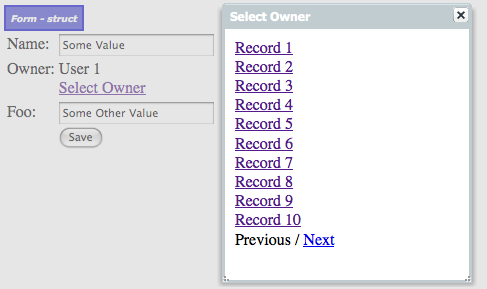 Form - struct
Name: Some Value
Owner: User 1
Select Owner
Foo: Some Other Value
Save
Select Owner
Record 1
Record 2
Record 3
Record 4
Record 5
Record 6
Record 7
Record 8
Record 9
Record 10
Previous / Next